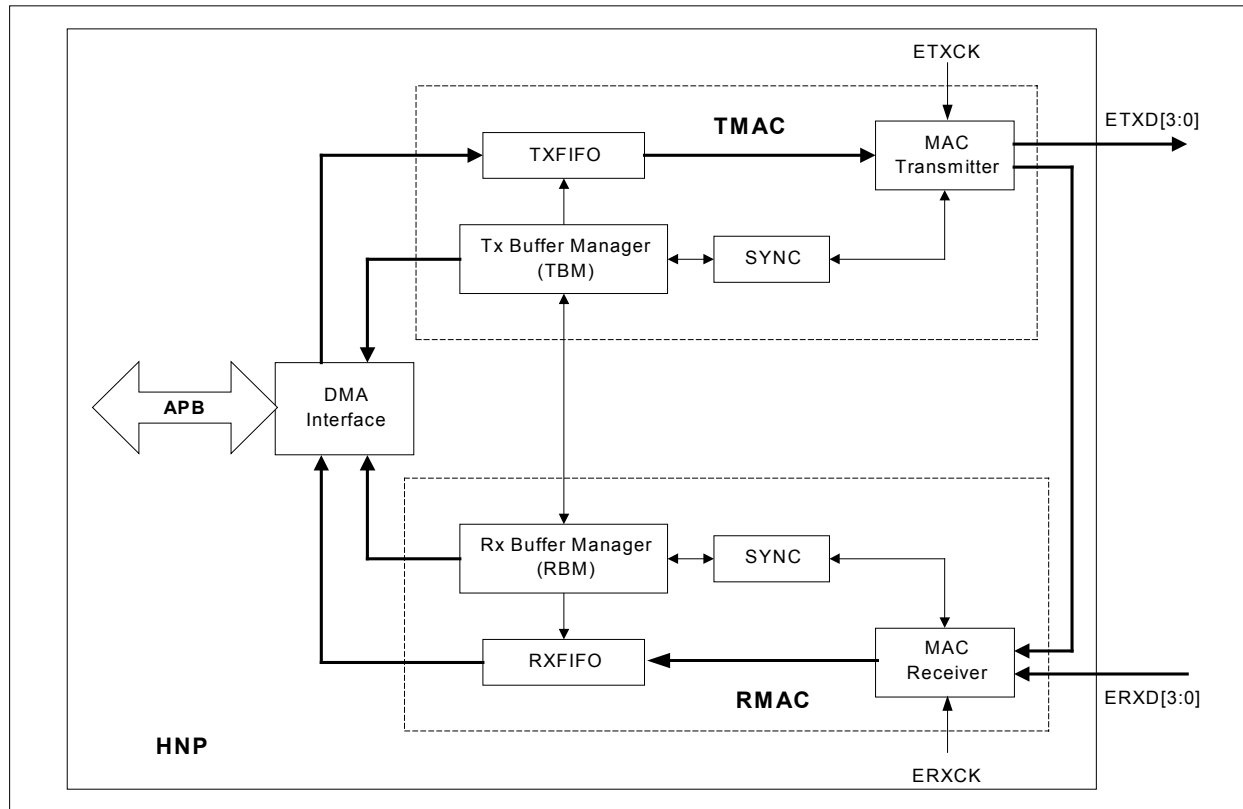 ETXCK
TMAC
ETXD[3:0]
TXFIFO
MAC
Transmitter
Tx Buffer Manager
(TBM)
SYNC
APB
DMA
Interface
Rx Buffer Manager
(RBM)
SYNC
RXFIFO
MAC
Receiver
RMAC
ERXD[3:0]
HNP
ERXCK